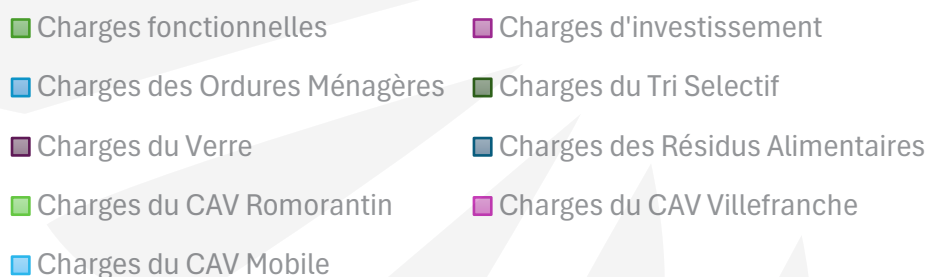 Charges fonctionnelles
Charges d'investissement
Charges des Ordures Ménagères
Charges du Tri Selectif
Charges du Verre
Charges des Résidus Alimentaires
Charges du CAV Romorantin
Charges du CAV Villefranche
Charges du CAV Mobile